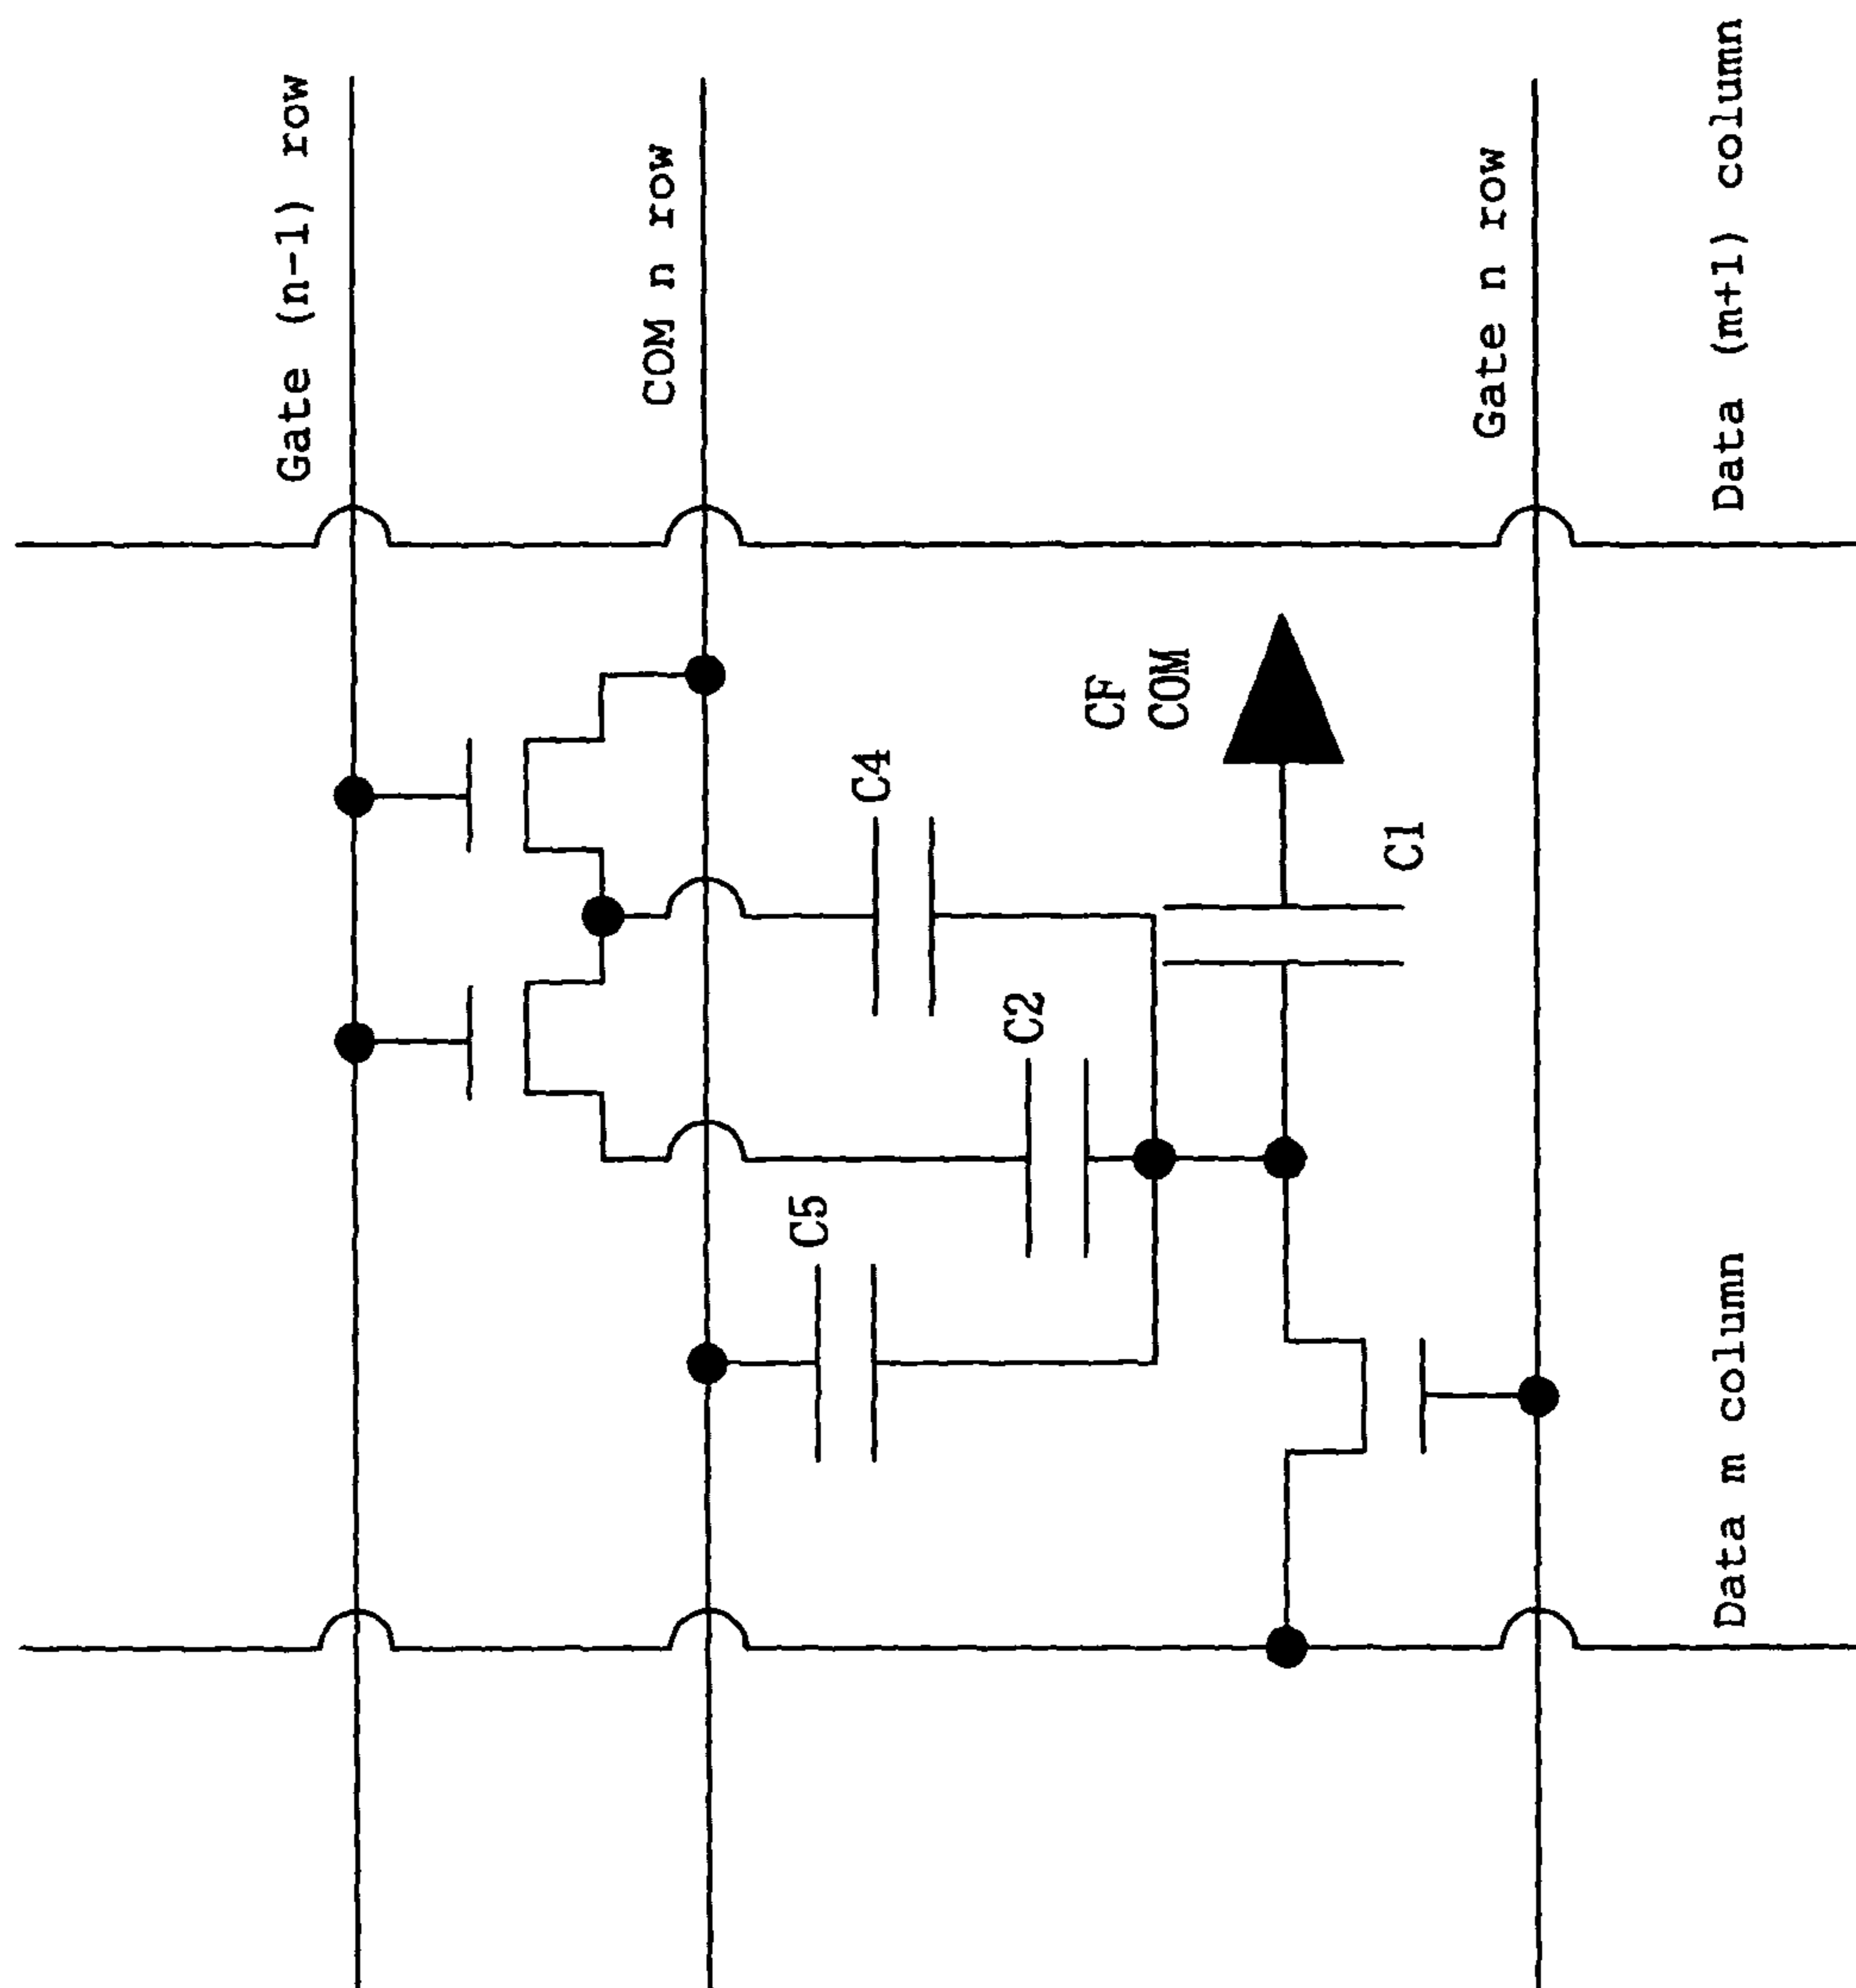 Gate (n-1) row
COM n row
C4
C2
C5
CF
COM
C1
Gate n row
Data m column
Data (m+1) column